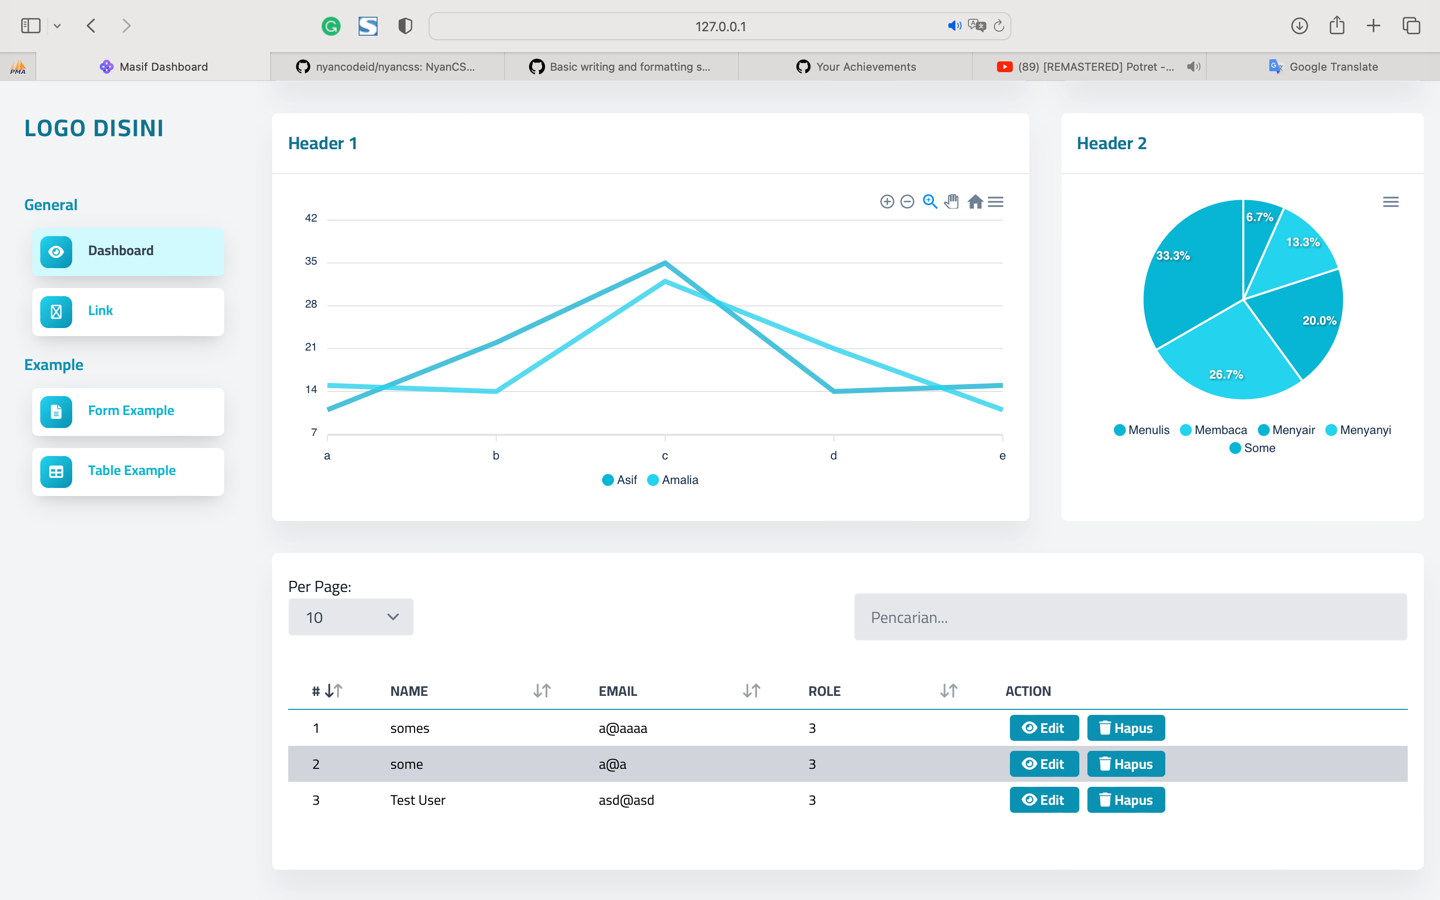 127.0.0.1
PMA
Masif Dashboard
nyancodeid/nyancss: NyanCS...
Basic writing and formatting s...
Your Achievements
(89) [REMASTERED] Potret -...
Google Translate
LOGO DISINI
General
Dashboard
Link
Example
Form Example
Table Example
Header 1
42
35
28
21
14
7
a b c d e
Asif Amalia
Header 2
6.7%
13.3%
33.3%
20.0%
26.7%
Menulis Membaca Menyair Menyanyi
Some
Per Page:
10
Pencarian...
# NAME EMAIL ROLE ACTION
1 somes a@aaaa 3 Edit Hapus
2 some a@a 3 Edit Hapus
3 Test User asd@asd 3 Edit Hapus